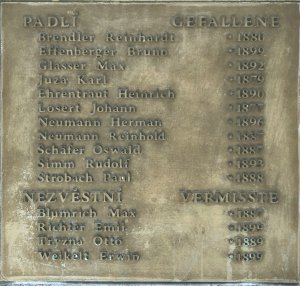 PADLÍ GEFALLENE
Brendler Reinhardt *1880
Effenberger Bruno *1899
Glasser Max *1892
Juza Karl *1879
Ehrentraut Heinrich *1890
Losert Johann *1877
Neumann Herman *1896
Neumann Reinhold *1887
Schäfer Oswald *1887
Simm Rudolf *1893
Strobach Paul *1888
NEZVĚSTNÍ VERMISSTE
Blumrich Max *1887
Richter Emil *1899
Tryzna Otto *1889
Weikelt Erwin *1899